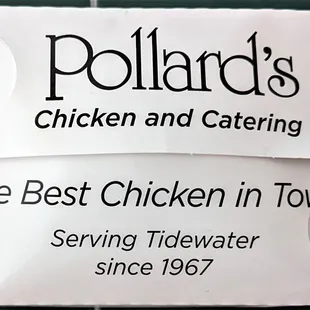 Pollard's
Chicken and Catering
e Best Chicken in Tow
Serving Tidewater
since 1967